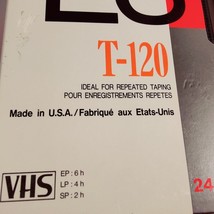 T-120
IDEAL FOR REPEATED TAPING
POUR ENREGISTREMENTS REPETES
Made in U.S.A./Fabriqué aux Etats-Unis
VHS
EP: 6 h
LP: 4 h
SP: 2 h